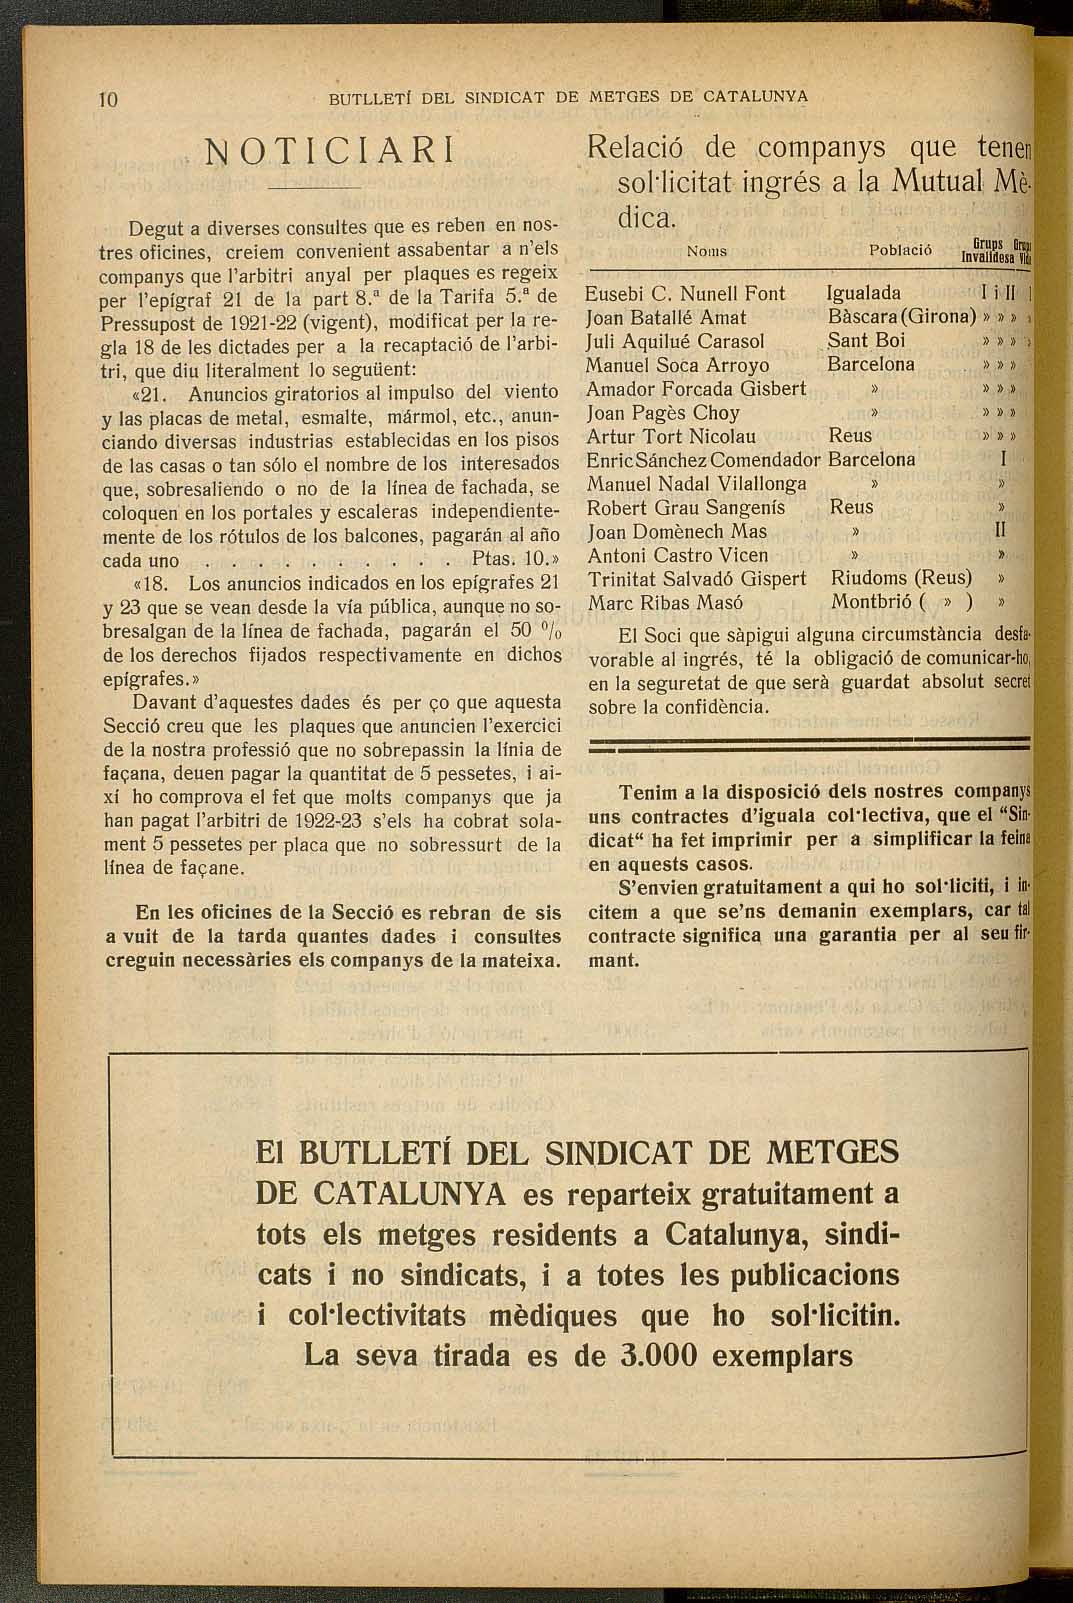 10
BUTLLETÍ DEL SINDICAT DE METGES DE CATALUNYA
NOTICIARI
Degut a diverses consultes que es reben en nos-
tres oficines, creiem convenient assabentar a n'els
companys que l'arbitri anyal per plaques es regeix
per l'epígraf 21 de la part 8.ª de la Tarifa 5.ª de
Pressupost de 1921-22 (vigent), modificat per la re-
gla 18 de les dictades per a la recaptació de l'arbi-
tri, que diu literalment lo seguüent:
«21. Anuncios giratorios al impulso del viento
y las placas de metal, esmalte, mármol, etc., anun-
ciando diversas industrias establecidas en los pisos
de las casas o tan sólo el nombre de los interesados
que, sobresaliendo o no de la línea de fachada, se
coloquen en los portales y escaleras independiente-
mente de los rótulos de los balcones, pagarán al año
cada uno . . . . . . . . . Ptas. 10.»
«18. Los anuncios indicados en los epígrafes 21
y 23 que se vean desde la vía pública, aunque no so-
bresalgan de la línea de fachada, pagarán el 50 %
de los derechos fijados respectivamente en dichos
epígrafes.»
Davant d'aquestes dades és per ço que aquesta
Secció creu que les plaques que anuncien l'exercici
de la nostra professió que no sobrepassin la línia de
façana, deuen pagar la quantitat de 5 pessetes, i ai-
xí ho comprova el fet que molts companys que ja
han pagat l'arbitri de 1922-23 s'els ha cobrat sola-
ment 5 pessetes per placa que no sobressurt de la
línea de façane.
En les oficines de la Secció es rebran de sis
a vuit de la tarda quantes dades i consultes
creguin necessàries els companys de la mateixa.
Relació de companys que tenen
sol·licitat ingrés a la Mutual Mè-
dica.
Noms Població Grups Invalidesa Grups Vida
Eusebi C. Nunell Font Igualada I i II I
Joan Batallé Amat Bàscara (Girona) » » » »
Juli Aquilué Carasol Sant Boi » » » »
Manuel Soca Arroyo Barcelona » » »
Amador Forcada Gisbert » » » »
Joan Pagès Choy » » » »
Artur Tort Nicolau Reus » » »
Enric Sánchez Comendador Barcelona I
Manuel Nadal Vilallonga » »
Robert Grau Sangenís Reus »
Joan Domènech Mas » II
Antoni Castro Vicen » »
Trinitat Salvadó Gispert Riudoms (Reus) »
Marc Ribas Masó Montbrió ( » ) »
El Soci que sàpigui alguna circumstància desfa-
vorable al ingrés, té la obligació de comunicar-ho,
en la seguretat de que serà guardat absolut secret
sobre la confidència.
Tenim a la disposició dels nostres companys
uns contractes d'iguala col·lectiva, que el “Sin-
dicat“ ha fet imprimir per a simplificar la feina
en aquests casos.
S'envien gratuitament a qui ho sol·liciti, i in-
citem a que se'ns demanin exemplars, car tal
contracte significa una garantia per al seu fir-
mant.
El BUTLLETÍ DEL SINDICAT DE METGES
DE CATALUNYA es reparteix gratuitament a
tots els metges residents a Catalunya, sindi-
cats i no sindicats, i a totes les publicacions
i col·lectivitats mèdiques que ho sol·licitin.
La seva tirada es de 3.000 exemplars